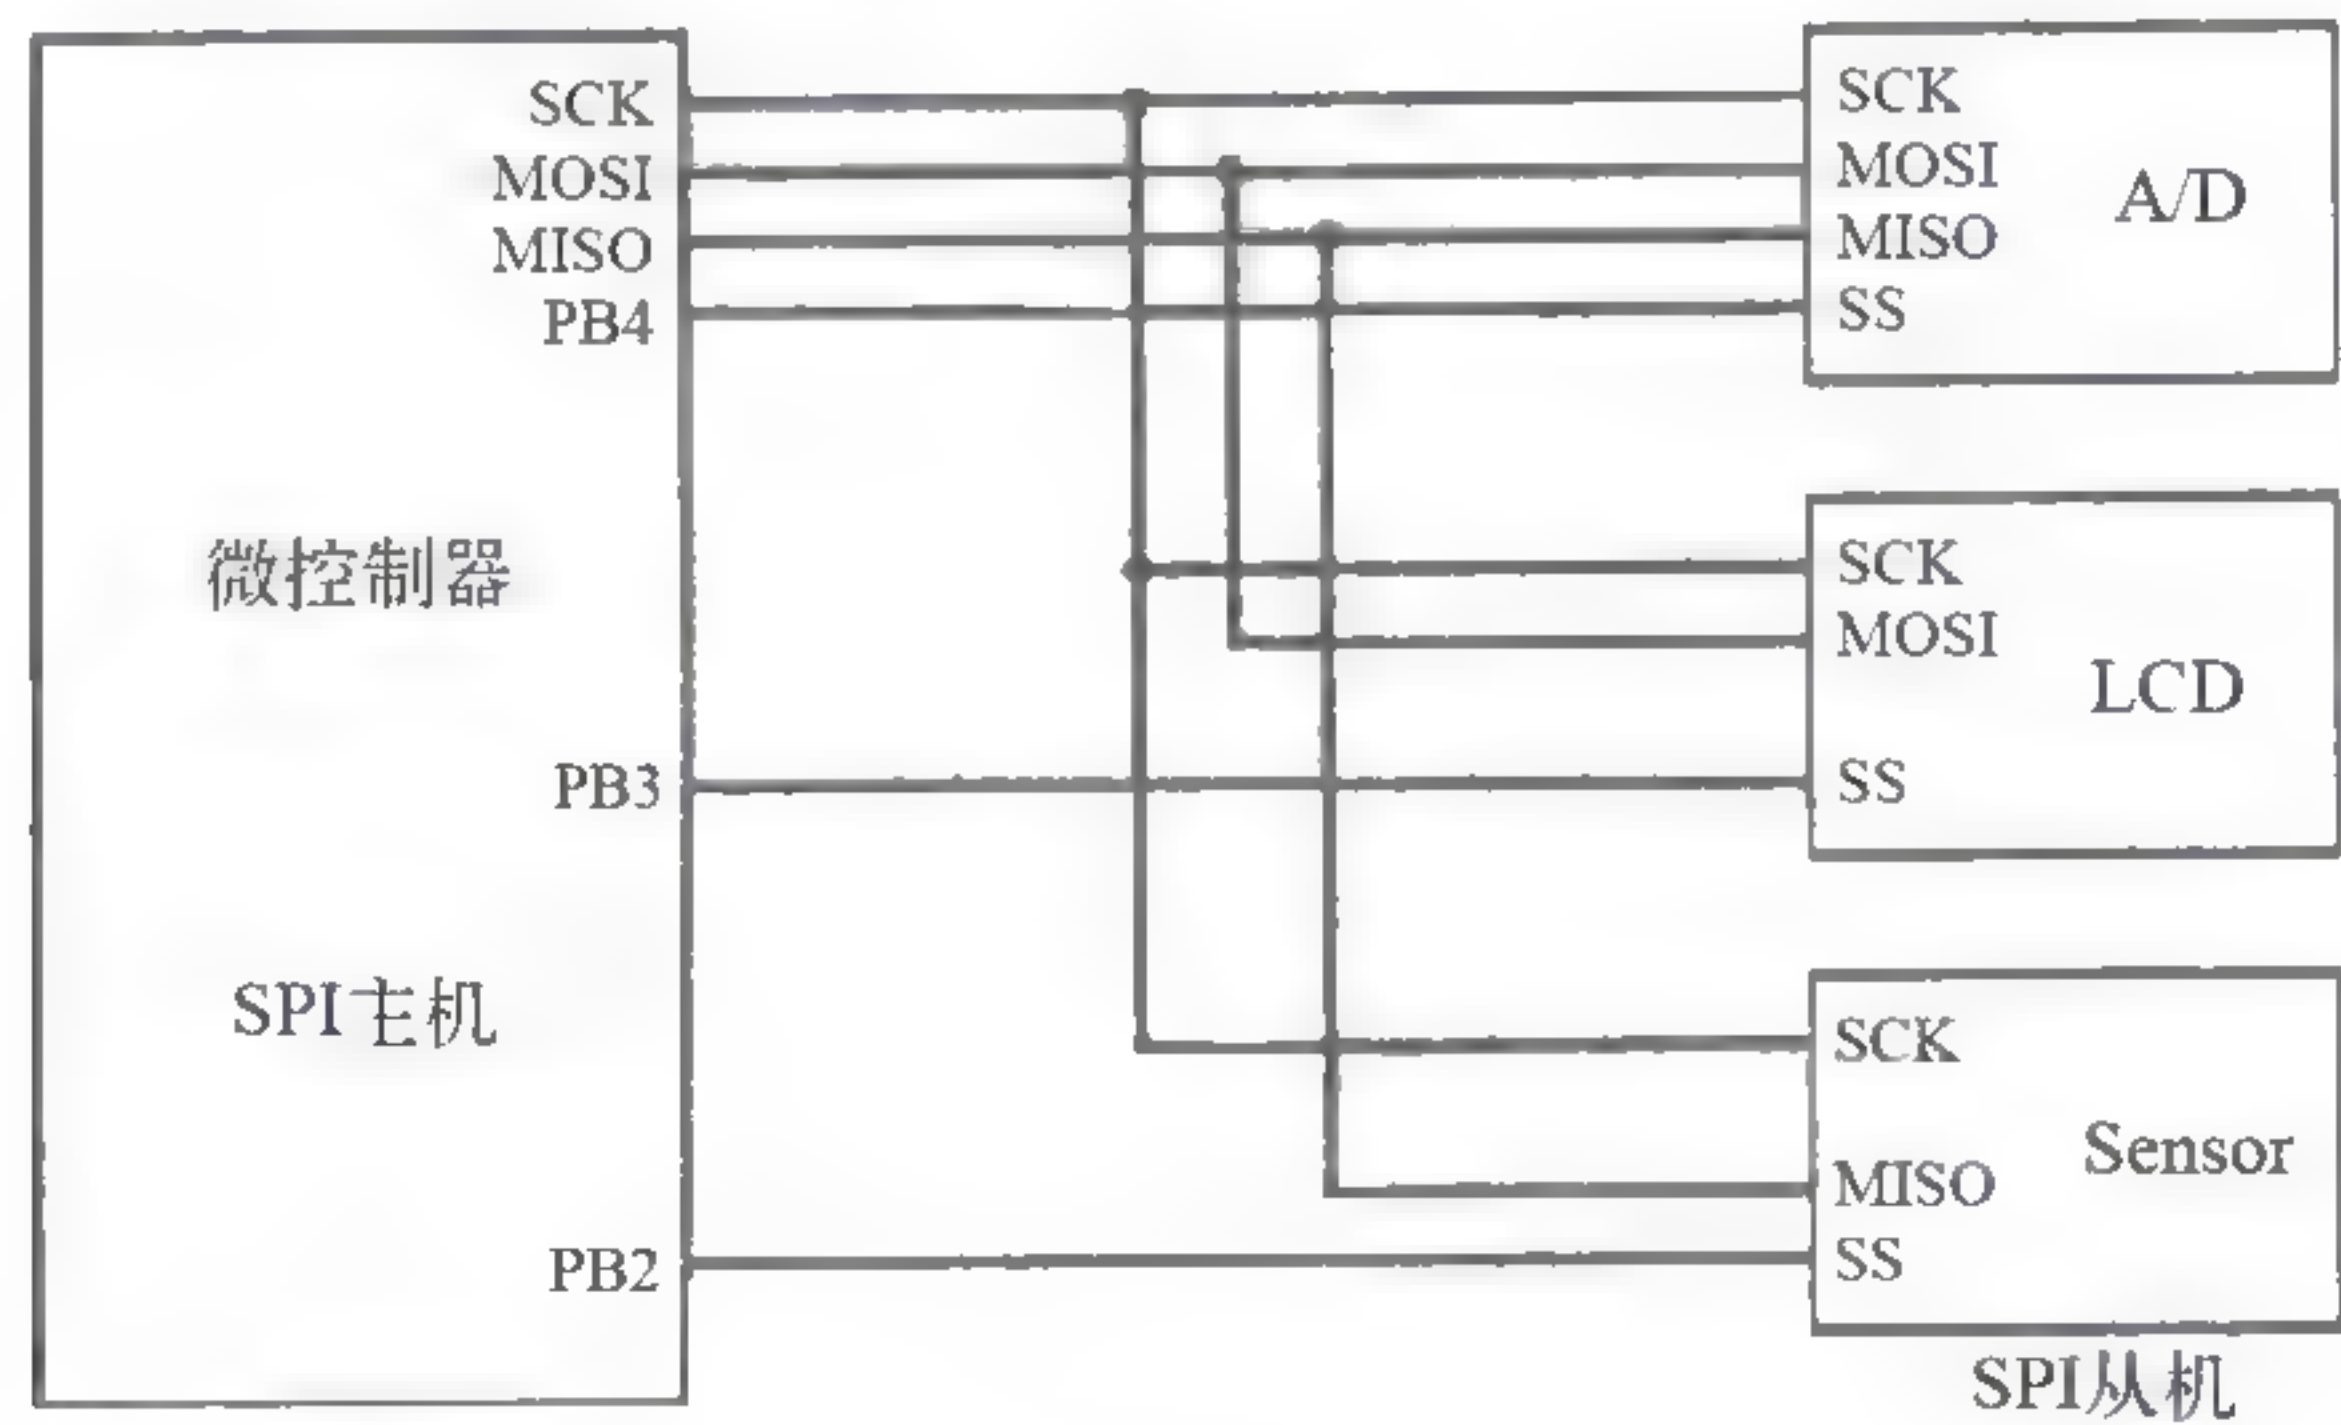 SCK
MOSI
MISO
PB4
微控制器
PB3
SPI主机
PB2
SCK
MOSI
MISO
SS
A/D
SCK
MOSI
LCD
SS
SCK
Sensor
MISO
SS
SPI从机